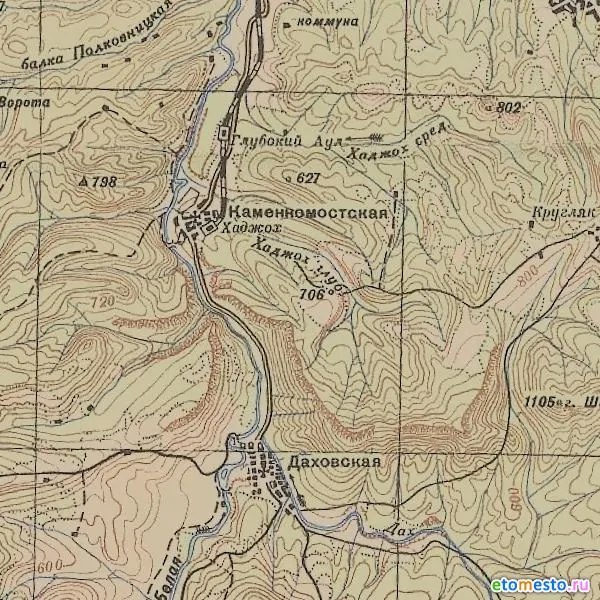 коммуна
балка Полковницкая
Ворота
802
Глубокий Аул
Хаджох сред.
798
627
Каменномостская
Хаджох
Кругляк
Хаджох глуб.
800
720
706
1105 г. Ш
Даховская
600
Дах
600
Белая
etomesto.ru